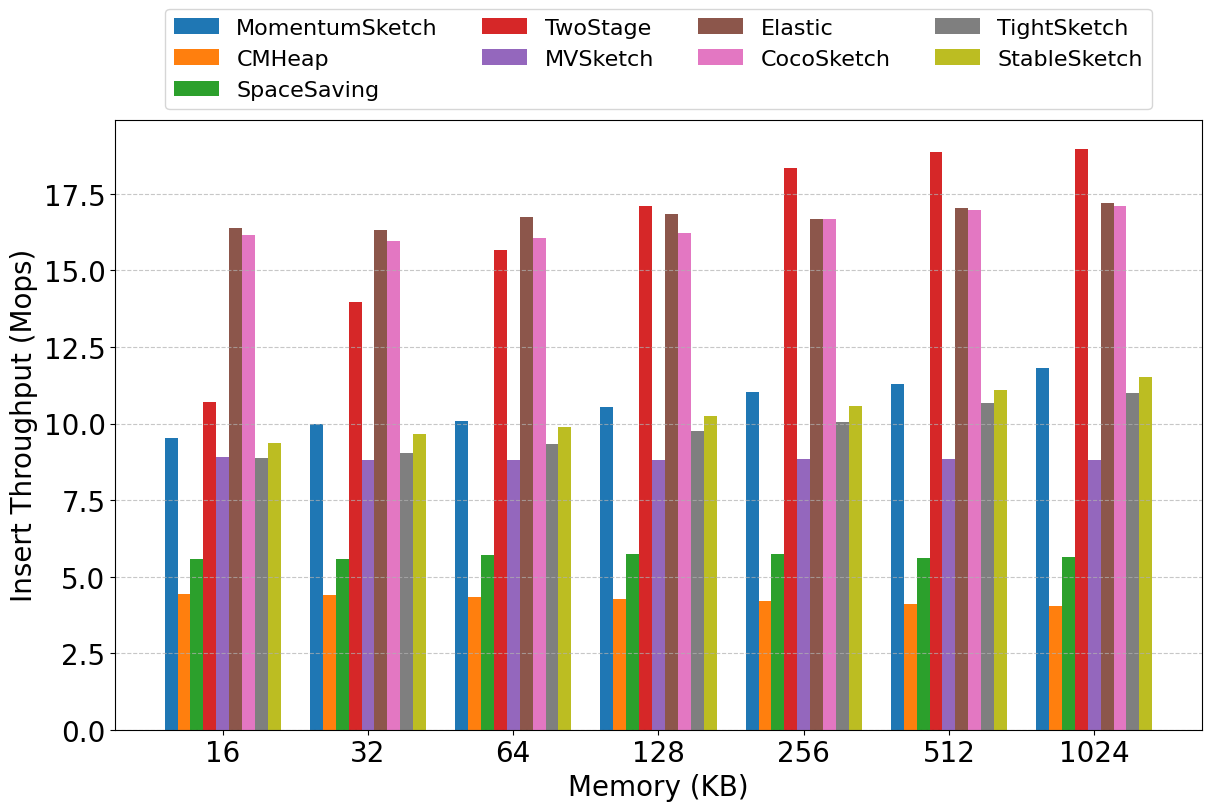 MomentumSketch TwoStage Elastic TightSketch
CMHeap MVSketch CocoSketch StableSketch
SpaceSaving
17.5
15.0
12.5
10.0
7.5
5.0
2.5
0.0
Insert Throughput (Mops)
16 32 64 128 256 512 1024
Memory (KB)